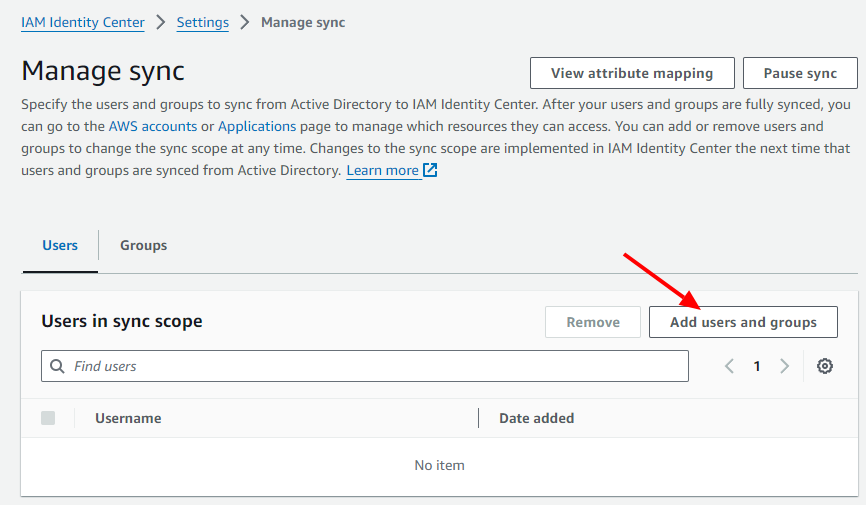 IAM Identity Center > Settings > Manage sync
Manage sync
View attribute mapping
Pause sync
Specify the users and groups to sync from Active Directory to IAM Identity Center. After your users and groups are fully synced, you
can go to the AWS accounts or Applications page to manage which resources they can access. You can add or remove users and
groups to change the sync scope at any time. Changes to the sync scope are implemented in IAM Identity Center the next time that
users and groups are synced from Active Directory. Learn more
Users
Groups
Users in sync scope
Remove
Add users and groups
Find users
1
Username
Date added
No item